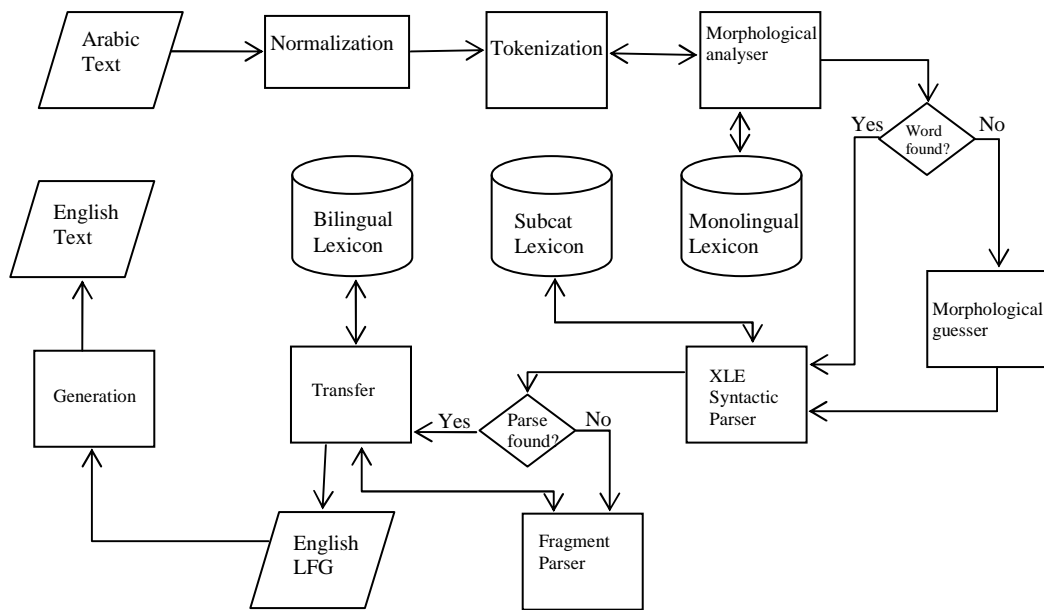 Arabic
Text
Normalization
Tokenization
Morphological
analyser
Yes
Word
found?
No
English
Text
Bilingual
Lexicon
Subcat
Lexicon
Monolingual
Lexicon
Morphological
guesser
Generation
Transfer
Yes
Parse
found?
No
XLE
Syntactic
Parser
English
LFG
Fragment
Parser